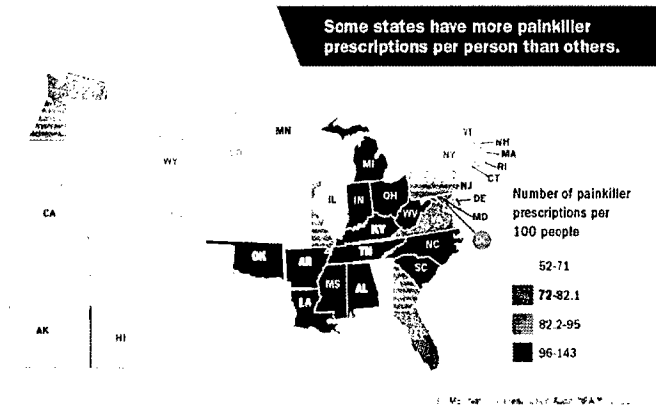 Some states have more painkiller
prescriptions per person than others.
MN
VT
NH
WY
NY
MA
MI
RI
CT
NJ
IL
IN
OH
DE
WV
MD
CA
KY
NC
TN
OK
AR
SC
MS
AL
LA
AK
HI
Number of painkiller
prescriptions per
100 people
52-71
72-82.1
82.2-95
96-143